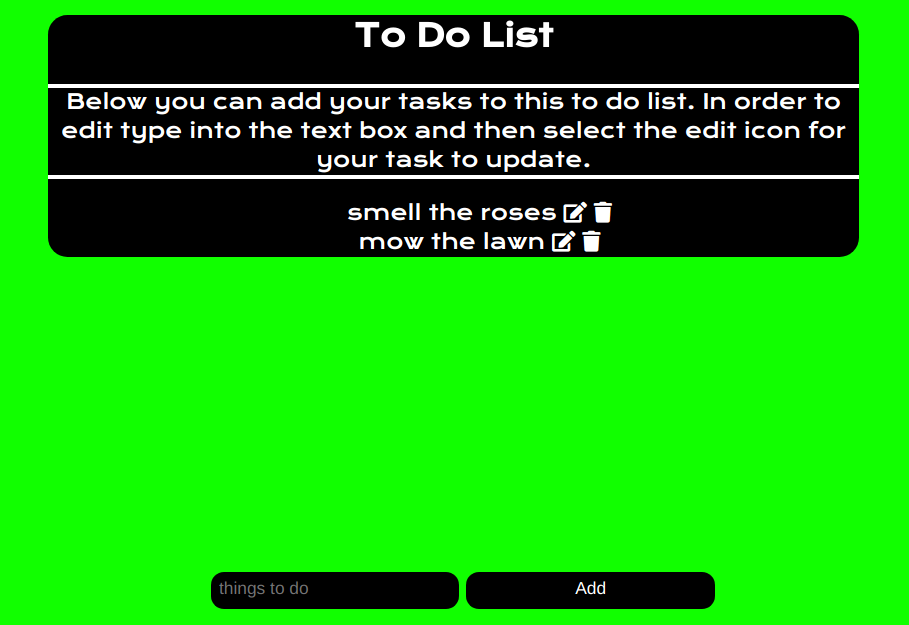 To Do List
Below you can add your tasks to this to do list. In order to
edit type into the text box and then select the edit icon for
your task to update.
smell the roses
mow the lawn
things to do
Add